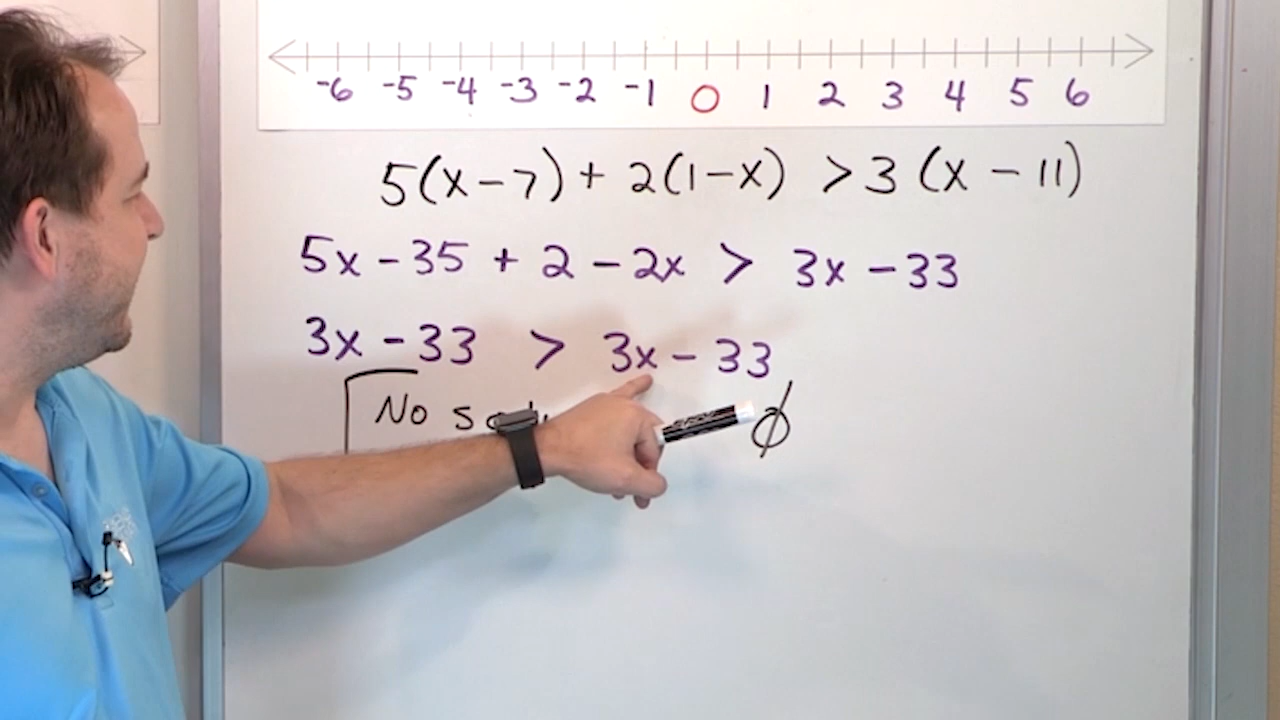 -6 -5 -4 -3 -2 -1 0 1 2 3 4 5 6
5(x-7) + 2(1-x) > 3(x - 11)
5x - 35 + 2 - 2x > 3x - 33
3x - 33 > 3x - 33
No ∅